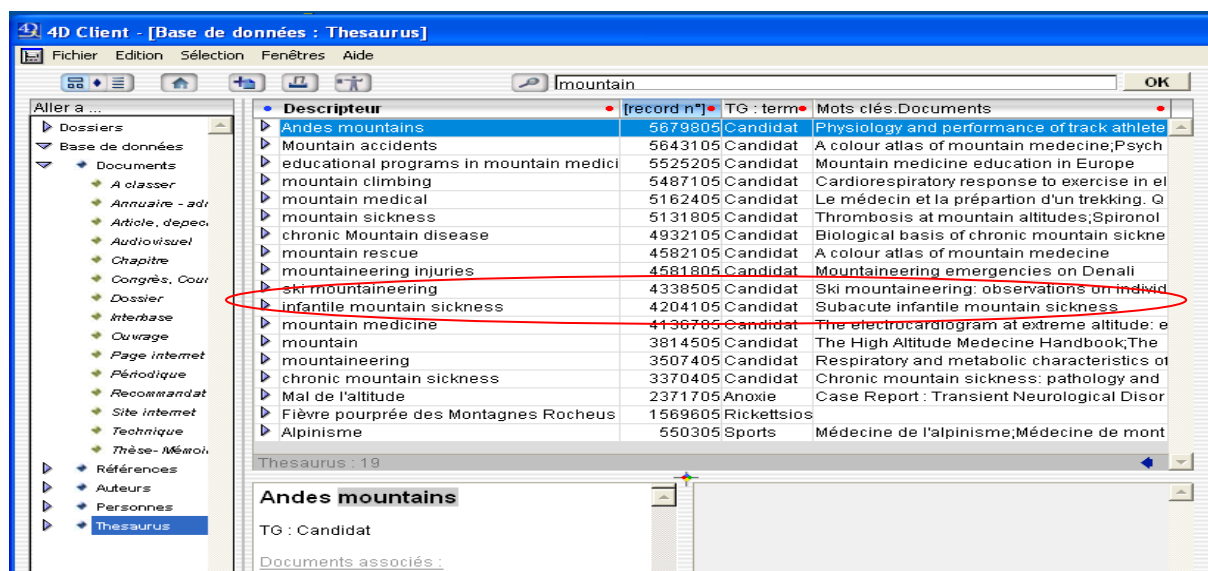 4D Client - [Base de données : Thesaurus]
Fichier Edition Sélection Fenêtres Aide
mountain OK
Aller a ...
Dossiers
Base de données
Documents
A classer
Annuaire - adr
Article, depec
Audiovisuel
Chapitre
Congrès, Cour
Dossier
Interbase
Ouvrage
Page internet
Périodique
Recommandat
Site internet
Technique
Thèse- Mémoi
Références
Auteurs
Personnes
Thesaurus
Descripteur [record n°] TG : term Mots clés.Documents
Andes mountains 5679805 Candidat Physiology and performance of track athlete
Mountain accidents 5643105 Candidat A colour atlas of mountain medecine;Psych
educational programs in mountain medici 5525205 Candidat Mountain medicine education in Europe
mountain climbing 5487105 Candidat Cardiorespiratory response to exercise in el
mountain medical 5162405 Candidat Le médecin et la prépartion d'un trekking. Q
mountain sickness 5131805 Candidat Thrombosis at mountain altitudes;Spironol
chronic Mountain disease 4932105 Candidat Biological basis of chronic mountain sickne
mountain rescue 4582105 Candidat A colour atlas of mountain medecine
mountaineering injuries 4581805 Candidat Mountaineering emergencies on Denali
ski mountaineering 4338505 Candidat Ski mountaineering: observations on individ
infantile mountain sickness 4204105 Candidat Subacute infantile mountain sickness
mountain medicine 4136705 Candidat The electrocardiogram at extreme altitude: e
mountain 3814505 Candidat The High Altitude Medecine Handbook;The
mountaineering 3507405 Candidat Respiratory and metabolic characteristics of
chronic mountain sickness 3370405 Candidat Chronic mountain sickness: pathology and
Mal de l'altitude 2371705 Anoxie Case Report : Transient Neurological Disor
Fièvre pourprée des Montagnes Rocheus 1569605 Rickettsios
Alpinisme 550305 Sports Médecine de l'alpinisme;Médecine de mont
Thesaurus : 19
Andes mountains
TG : Candidat
Documents associés :